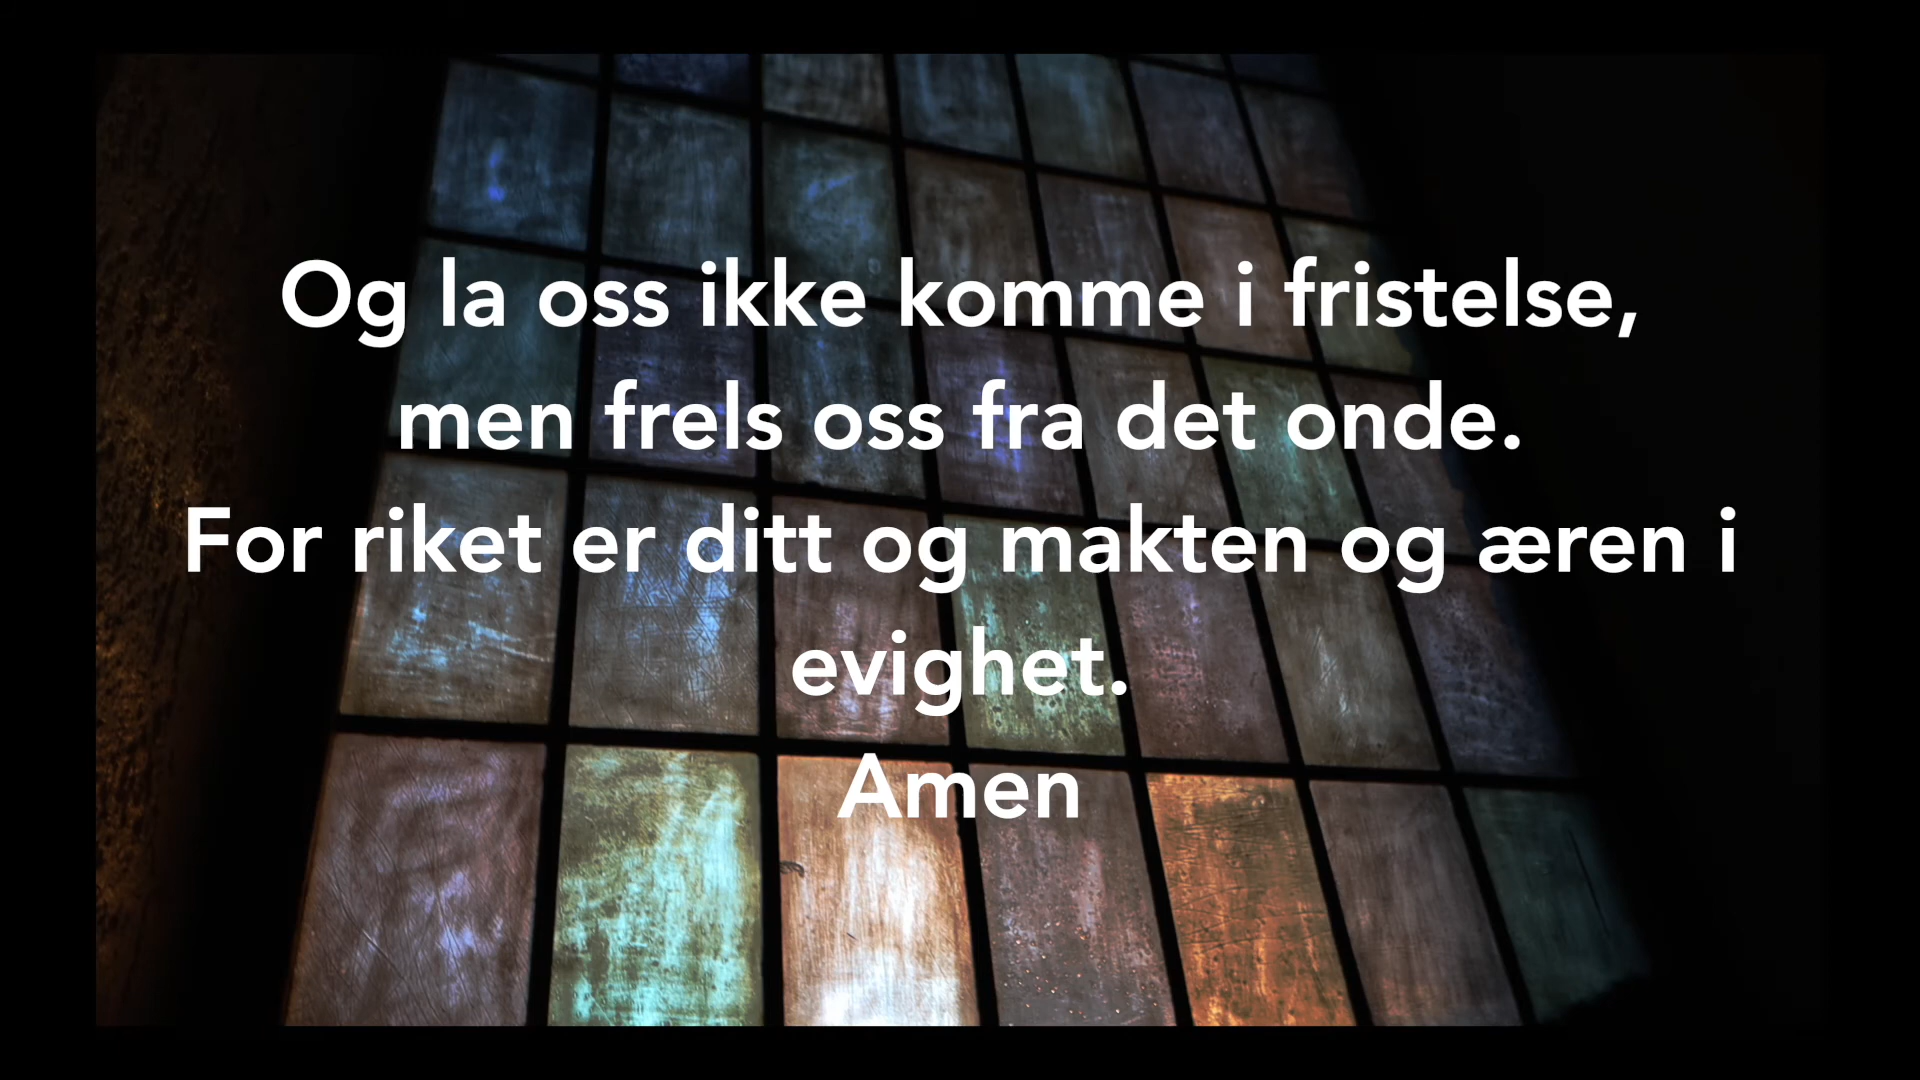 Og la oss ikke komme i fristelse,
men frels oss fra det onde.
For riket er ditt og makten og æren i
evighet.
Amen